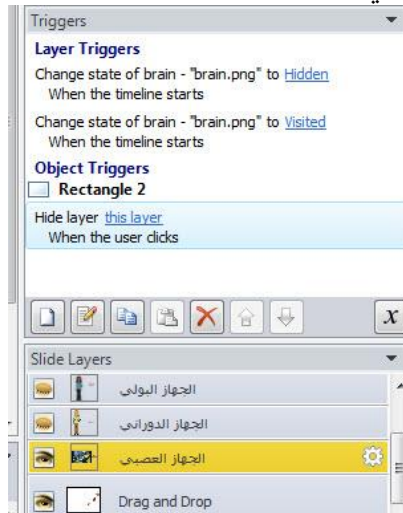 Triggers
Layer Triggers
Change state of brain - "brain.png" to Hidden
When the timeline starts
Change state of brain - "brain.png" to Visited
When the timeline starts
Object Triggers
Rectangle 2
Hide layer this layer
When the user clicks
x
Slide Layers
الجهاز البولي
الجهاز الدوراني
الجهاز العصبي
Drag and Drop